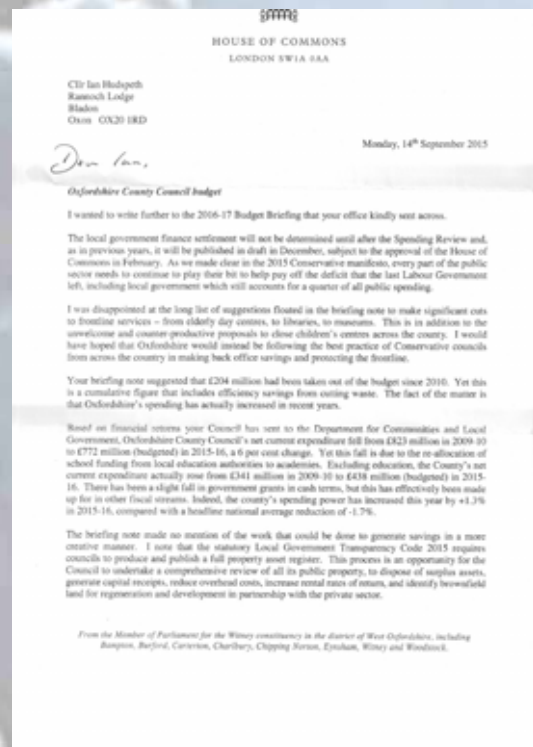 HOUSE OF COMMONS
LONDON SW1A 0AA
Cllr Ian Hudspeth
Rannoch Lodge
Bladon
Oxon OX20 1RD
Monday, 14th September 2015
Dear Ian,
Oxfordshire County Council budget
I wanted to write further to the 2016-17 Budget Briefing that your office kindly sent across.
The local government finance settlement will not be determined until after the Spending Review and,
as in previous years, it will be published in draft in December, subject to the approval of the House of
Commons in February. As we made clear in the 2015 Conservative manifesto, every part of the public
sector needs to continue to play their bit to help pay off the deficit that the last Labour Government
left, including local government which still accounts for a quarter of all public spending.
I was disappointed at the long list of suggestions floated in the briefing note to make significant cuts
to frontline services – from elderly day centres, to libraries, to museums. This is in addition to the
unwelcome and counter-productive proposals to close children's centres across the county. I would
have hoped that Oxfordshire would instead be following the best practice of Conservative councils
from across the country in making back office savings and protecting the frontline.
Your briefing note suggested that £204 million had been taken out of the budget since 2010. Yet this
is a cumulative figure that includes efficiency savings from cutting waste. The fact of the matter is
that Oxfordshire's spending has actually increased in recent years.
Based on financial returns your Council has sent to the Department for Communities and Local
Government, Oxfordshire County Council's net current expenditure fell from £823 million in 2009-10
to £772 million (budgeted) in 2015-16, a 6 per cent change. Yet this fall is due to the re-allocation of
school funding from local education authorities to academies. Excluding education, the County's net
current expenditure actually rose from £341 million in 2009-10 to £438 million (budgeted) in 2015-
16. There has been a slight fall in government grants in cash terms, but this has effectively been made
up for in other fiscal streams. Indeed, the county's spending power has increased this year by +1.3%
in 2015-16, compared with a headline national average reduction of -1.7%.
The briefing note made no mention of the work that could be done to generate savings in a more
creative manner. I note that the statutory Local Government Transparency Code 2015 requires
councils to produce and publish a full property asset register. This process is an opportunity for the
Council to undertake a comprehensive review of all its public property, to dispose of surplus assets,
generate capital receipts, reduce overhead costs, increase rental rates of return, and identify brownfield
land for regeneration and development in partnership with the private sector.
From the Member of Parliament for the Witney constituency in the district of West Oxfordshire, including
Bampton, Burford, Carterton, Charlbury, Chipping Norton, Eynsham, Witney and Woodstock.